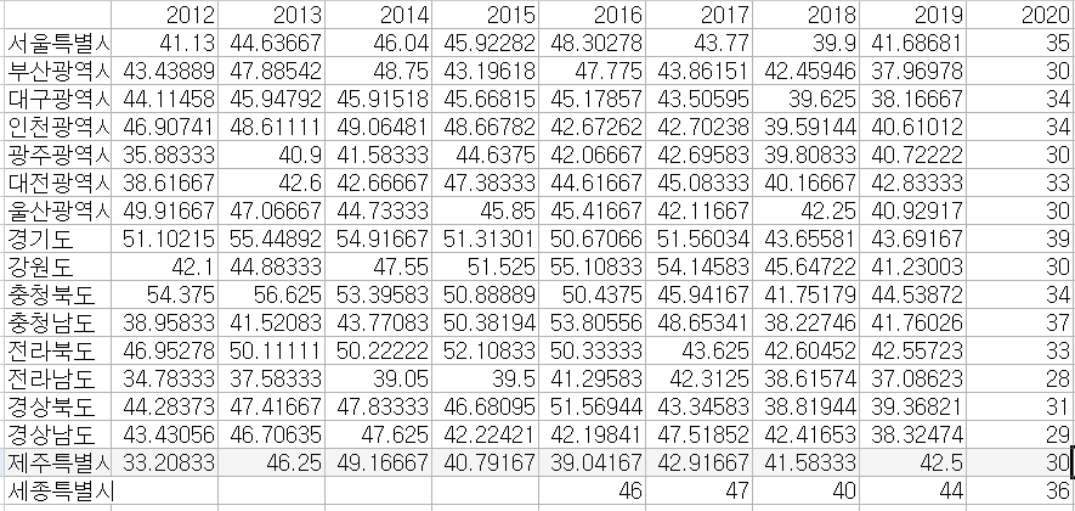 2012 2013 2014 2015 2016 2017 2018 2019 2020
서울특별시 41.13 44.63667 46.04 45.92282 48.30278 43.77 39.9 41.68681 35
부산광역시 43.43889 47.88542 48.75 43.19618 47.775 43.86151 42.45946 37.96978 30
대구광역시 44.11458 45.94792 45.91518 45.66815 45.17857 43.50595 39.625 38.16667 34
인천광역시 46.90741 48.61111 49.06481 48.66782 42.67262 42.70238 39.59144 40.61012 34
광주광역시 35.88333 40.9 41.58333 44.6375 42.06667 42.69583 39.80833 40.72222 30
대전광역시 38.61667 42.6 42.66667 47.38333 44.61667 45.08333 40.16667 42.83333 33
울산광역시 49.91667 47.06667 44.73333 45.85 45.41667 42.11667 42.25 40.92917 30
경기도 51.10215 55.44892 54.91667 51.31301 50.67066 51.56034 43.65581 43.69167 39
강원도 42.1 44.88333 47.55 51.525 55.10833 54.14583 45.64722 41.23003 30
충청북도 54.375 56.625 53.39583 50.88889 50.4375 45.94167 41.75179 44.53872 34
충청남도 38.95833 41.52083 43.77083 50.38194 53.80556 48.65341 38.22746 41.76026 37
전라북도 46.95278 50.11111 50.22222 52.10833 50.33333 43.625 42.60452 42.55723 33
전라남도 34.78333 37.58333 39.05 39.5 41.29583 42.3125 38.61574 37.08623 28
경상북도 44.28373 47.41667 47.83333 46.68095 51.56944 43.34583 38.81944 39.36821 31
경상남도 43.43056 46.70635 47.625 42.22421 42.19841 47.51852 42.41653 38.32474 29
제주특별시 33.20833 46.25 49.16667 40.79167 39.04167 42.91667 41.58333 42.5 30
세종특별시 46 47 40 44 36